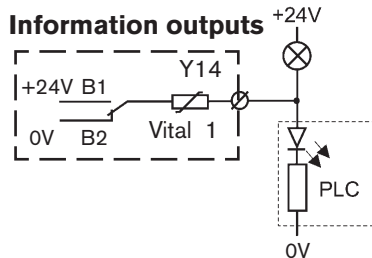 Information outputs
+24V
Y14
+24V B1
0V B2
Vital 1
PLC
0V